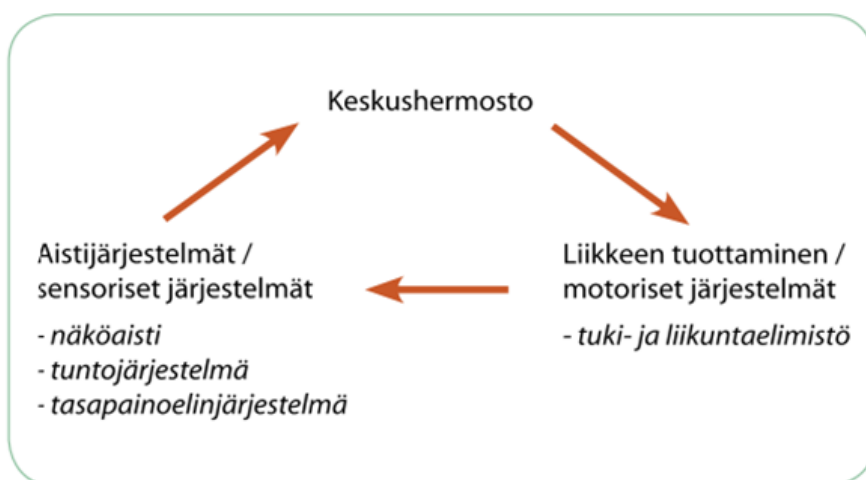 Keskushermosto
Aistijärjestelmät /
sensoriset järjestelmät
- näköaisti
- tuntojärjestelmä
- tasapainoelinjärjestelmä
Liikkeen tuottaminen /
motoriset järjestelmät
- tuki- ja liikuntaelimistö